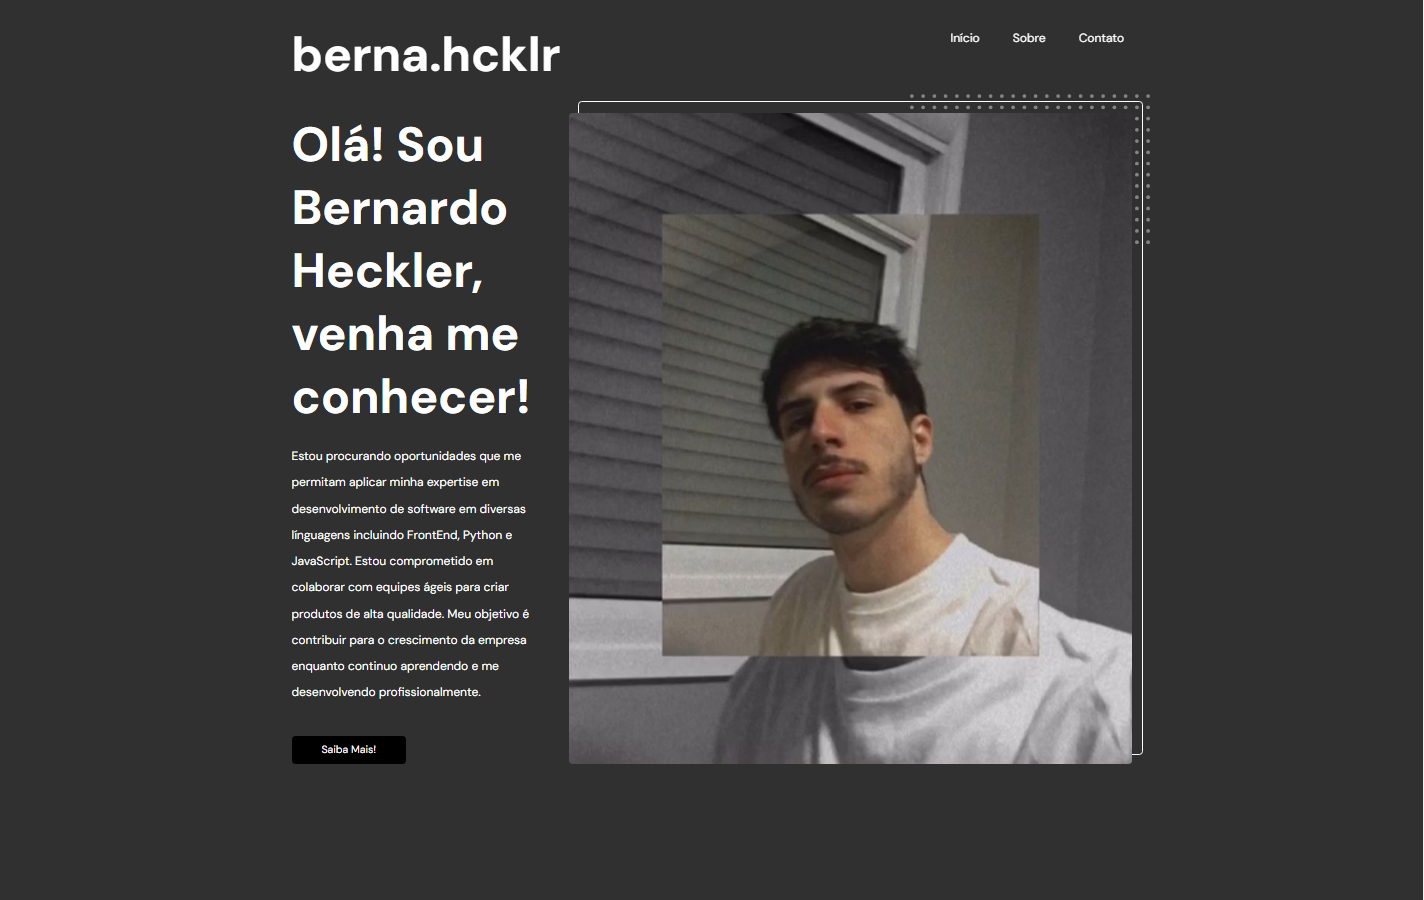 berna.hcklr
Início
Sobre
Contato
Olá! Sou
Bernardo
Heckler,
venha me
conhecer!
Estou procurando oportunidades que me
permitam aplicar minha expertise em
desenvolvimento de software em diversas
línguagens incluindo FrontEnd, Python e
JavaScript. Estou comprometido em
colaborar com equipes ágeis para criar
produtos de alta qualidade. Meu objetivo é
contribuir para o crescimento da empresa
enquanto continuo aprendendo e me
desenvolvendo profissionalmente.
Saiba Mais!